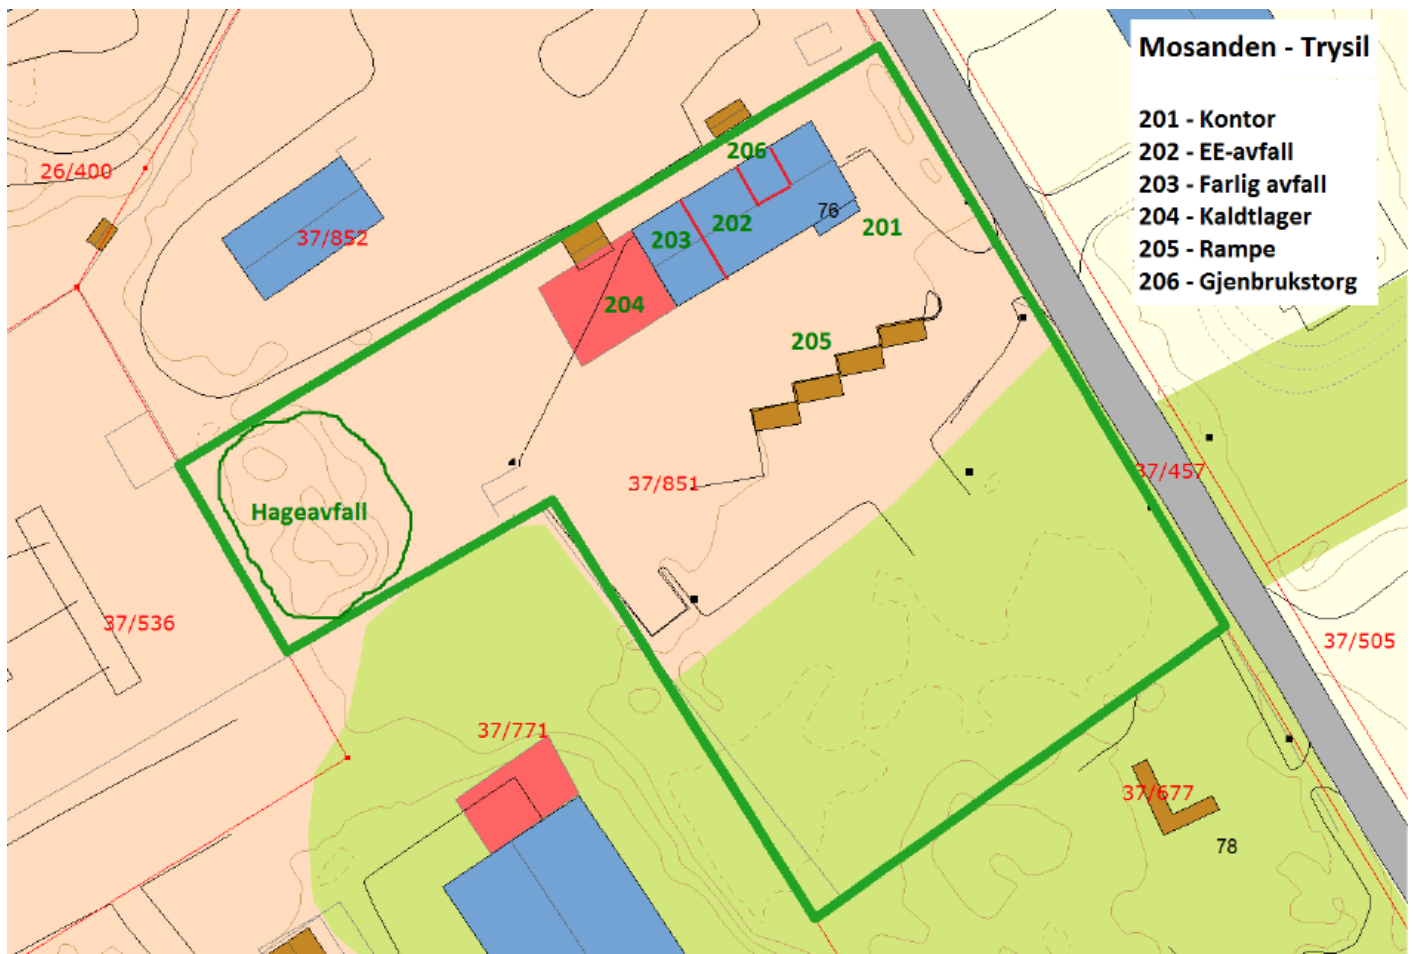 Mosanden - Trysil
201 - Kontor
202 - EE-avfall
203 - Farlig avfall
204 - Kaldtlager
205 - Rampe
206 - Gjenbrukstorg
206
26/400
76
202
201
37/852
203
204
205
37/457
37/851
Hageavfall
37/536
37/505
37/771
37/677
78